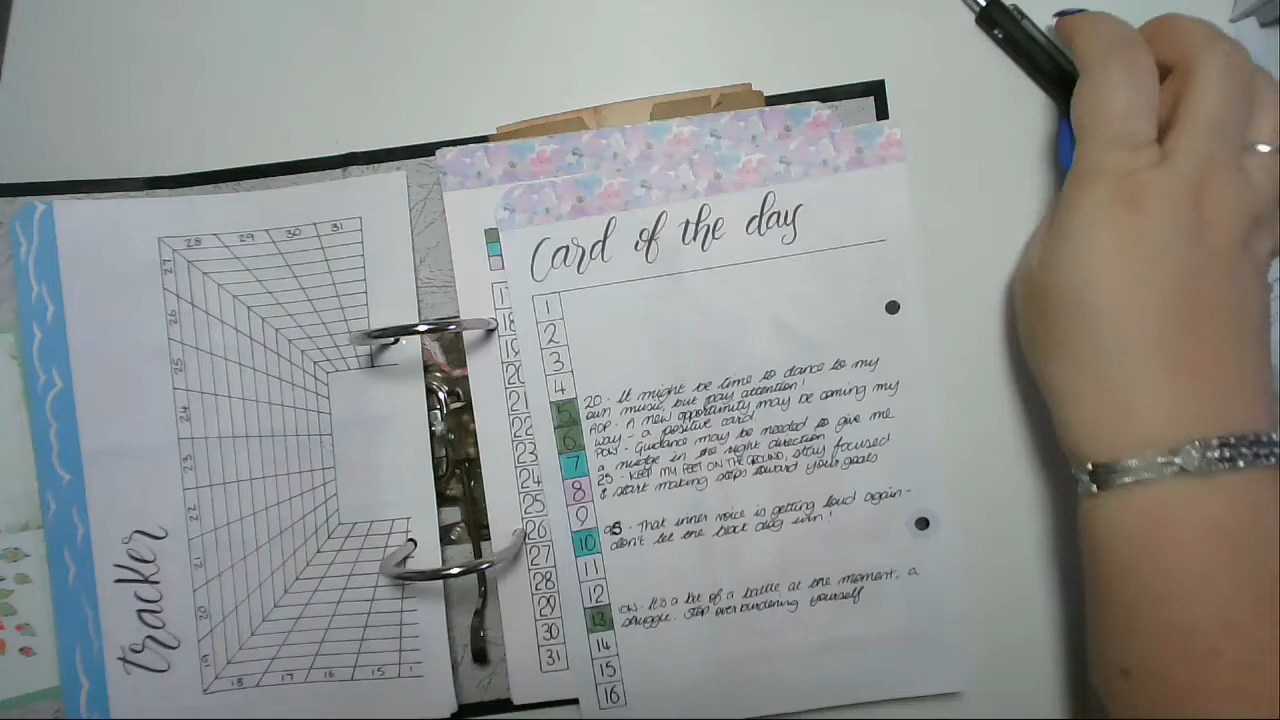 Card of the day
1
2
3
4
5 20 - It might be time to dance to my
own music, but pay attention!
6 AOP - A new opportunity may be coming my
way - a positive card
7 POW - Guidance may be needed to give me
a nudge in the right direction
8 2S - KEEP MY FEET ON THE GROUND, stay focused
& start making steps toward your goals
9
10 9S - That inner voice is getting loud again -
don't let the black dog win!
11
12
13 10W - It's a bit of a battle at the moment, a
struggle. Stop overburdening yourself
14
15
16
18
19
21
22
23
24
25
26
27
28
29
30
31
tracker
28 29 30 31
27
26
25
24
23
22
21
20
19
18 17 16 15